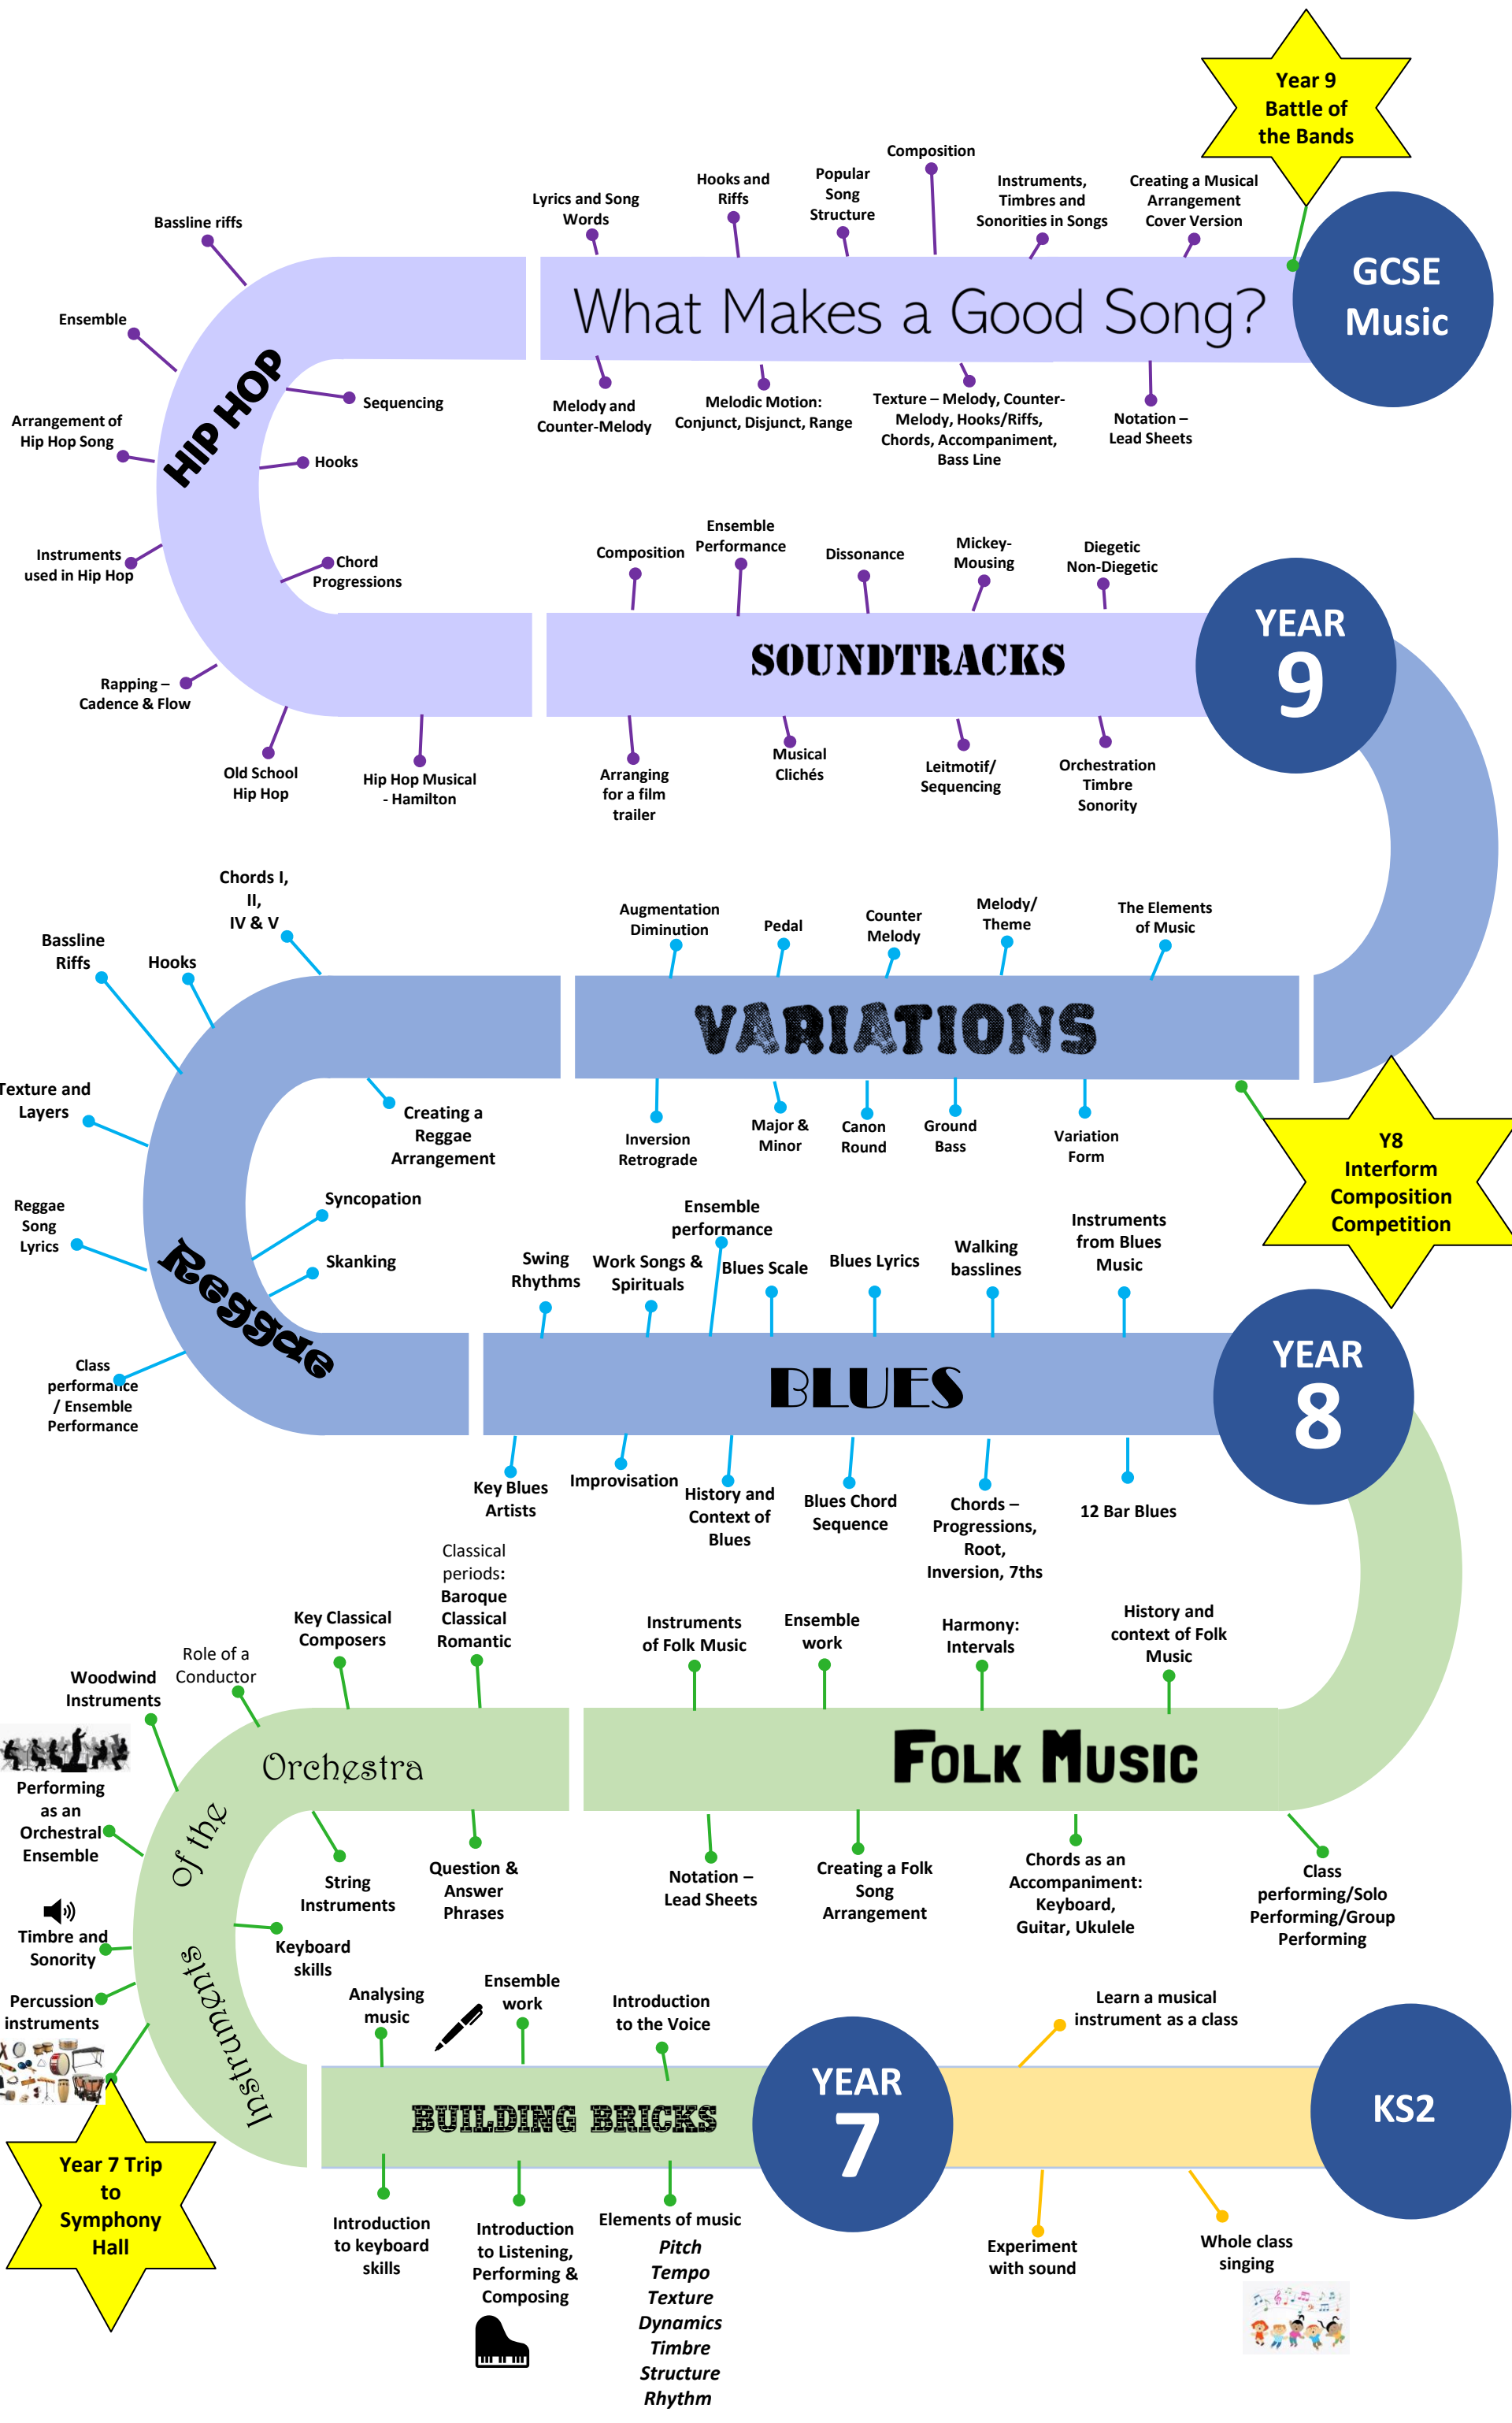 Year 9
Battle of
the Bands
Composition
Hooks and
Riffs
Popular
Song
Structure
Instruments,
Timbres and
Sonorities in Songs
Creating a Musical
Arrangement
Cover Version
Lyrics and Song
Words
Bassline riffs
GCSE
Music
What Makes a Good Song?
Ensemble
HIP HOP
Sequencing
Melody and
Counter-Melody
Melodic Motion:
Conjunct, Disjunct, Range
Texture – Melody, Counter-
Melody, Hooks/Riffs,
Chords, Accompaniment,
Bass Line
Notation –
Lead Sheets
Arrangement of
Hip Hop Song
Hooks
Instruments
used in Hip Hop
Chord
Progressions
Composition
Ensemble
Performance
Dissonance
Mickey-
Mousing
Diegetic
Non-Diegetic
YEAR
9
SOUNDTRACKS
Rapping –
Cadence & Flow
Old School
Hip Hop
Hip Hop Musical
- Hamilton
Arranging
for a film
trailer
Musical
Clichés
Leitmotif/
Sequencing
Orchestration
Timbre
Sonority
Chords I,
II,
IV & V
Bassline
Riffs
Hooks
Augmentation
Diminution
Pedal
Counter
Melody
Melody/
Theme
The Elements
of Music
VARIATIONS
Texture and
Layers
Creating a
Reggae
Arrangement
Inversion
Retrograde
Major &
Minor
Canon
Round
Ground
Bass
Variation
Form
Y8
Interform
Composition
Competition
Reggae
Song
Lyrics
Syncopation
Skanking
Reggae
Swing
Rhythms
Work Songs &
Spirituals
Ensemble
performance
Blues Scale
Blues Lyrics
Walking
basslines
Instruments
from Blues
Music
YEAR
8
BLUES
Class
performance
/ Ensemble
Performance
Key Blues
Artists
Improvisation
History and
Context of
Blues
Blues Chord
Sequence
Chords –
Progressions,
Root,
Inversion, 7ths
12 Bar Blues
Classical
periods:
Baroque
Classical
Romantic
Key Classical
Composers
Role of a
Conductor
Woodwind
Instruments
Instruments
of Folk Music
Ensemble
work
Harmony:
Intervals
History and
context of Folk
Music
FOLK MUSIC
Orchestra
of the
Instruments
Performing
as an
Orchestral
Ensemble
String
Instruments
Question &
Answer
Phrases
Notation –
Lead Sheets
Creating a Folk
Song
Arrangement
Chords as an
Accompaniment:
Keyboard,
Guitar, Ukulele
Class
performing/Solo
Performing/Group
Performing
Timbre and
Sonority
Keyboard
skills
Percussion
instruments
Analysing
music
Ensemble
work
Introduction
to the Voice
Learn a musical
instrument as a class
YEAR
7
KS2
BUILDING BRICKS
Year 7 Trip
to
Symphony
Hall
Introduction
to keyboard
skills
Introduction
to Listening,
Performing &
Composing
Elements of music
Pitch
Tempo
Texture
Dynamics
Timbre
Structure
Rhythm
Experiment
with sound
Whole class
singing